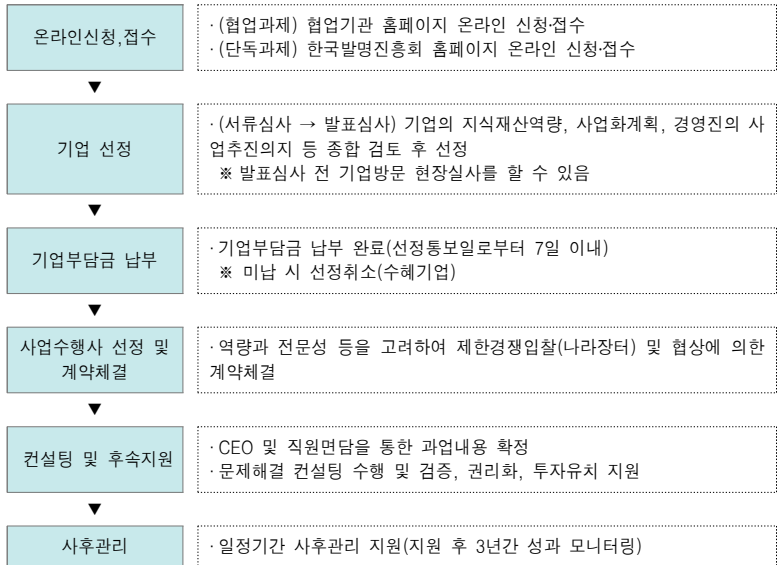 온라인신청,접수
· (협업과제) 협업기관 홈페이지 온라인 신청·접수
· (단독과제) 한국발명진흥회 홈페이지 온라인 신청·접수
▼
기업 선정
· (서류심사 → 발표심사) 기업의 지식재산역량, 사업화계획, 경영진의 사
업추진의지 등 종합 검토 후 선정
※ 발표심사 전 기업방문 현장실사를 할 수 있음
▼
기업부담금 납부
· 기업부담금 납부 완료(선정통보일로부터 7일 이내)
※ 미납 시 선정취소(수혜기업)
▼
사업수행사 선정 및
계약체결
· 역량과 전문성 등을 고려하여 제한경쟁입찰(나라장터) 및 협상에 의한
계약체결
▼
컨설팅 및 후속지원
· CEO 및 직원면담을 통한 과업내용 확정
· 문제해결 컨설팅 수행 및 검증, 권리화, 투자유치 지원
▼
사후관리
· 일정기간 사후관리 지원(지원 후 3년간 성과 모니터링)